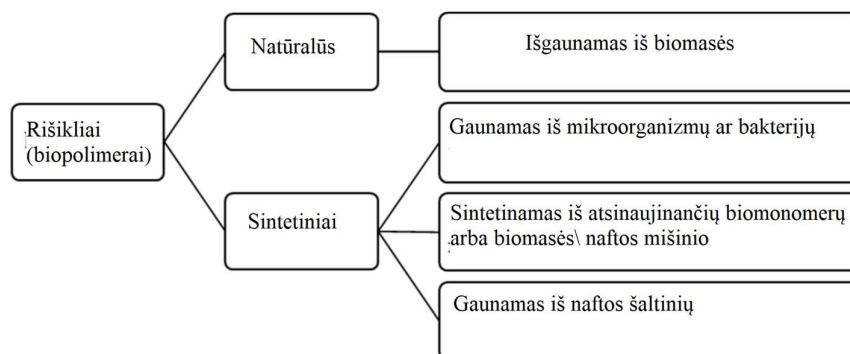 Rišikliai
(biopolimerai)
Natūralūs
Išgaunamas iš biomasės
Sintetiniai
Gaunamas iš mikroorganizmų ar bakterijų
Sintetinamas iš atsinaujinančių biomonomerų
arba biomasės\ naftos mišinio
Gaunamas iš naftos šaltinių